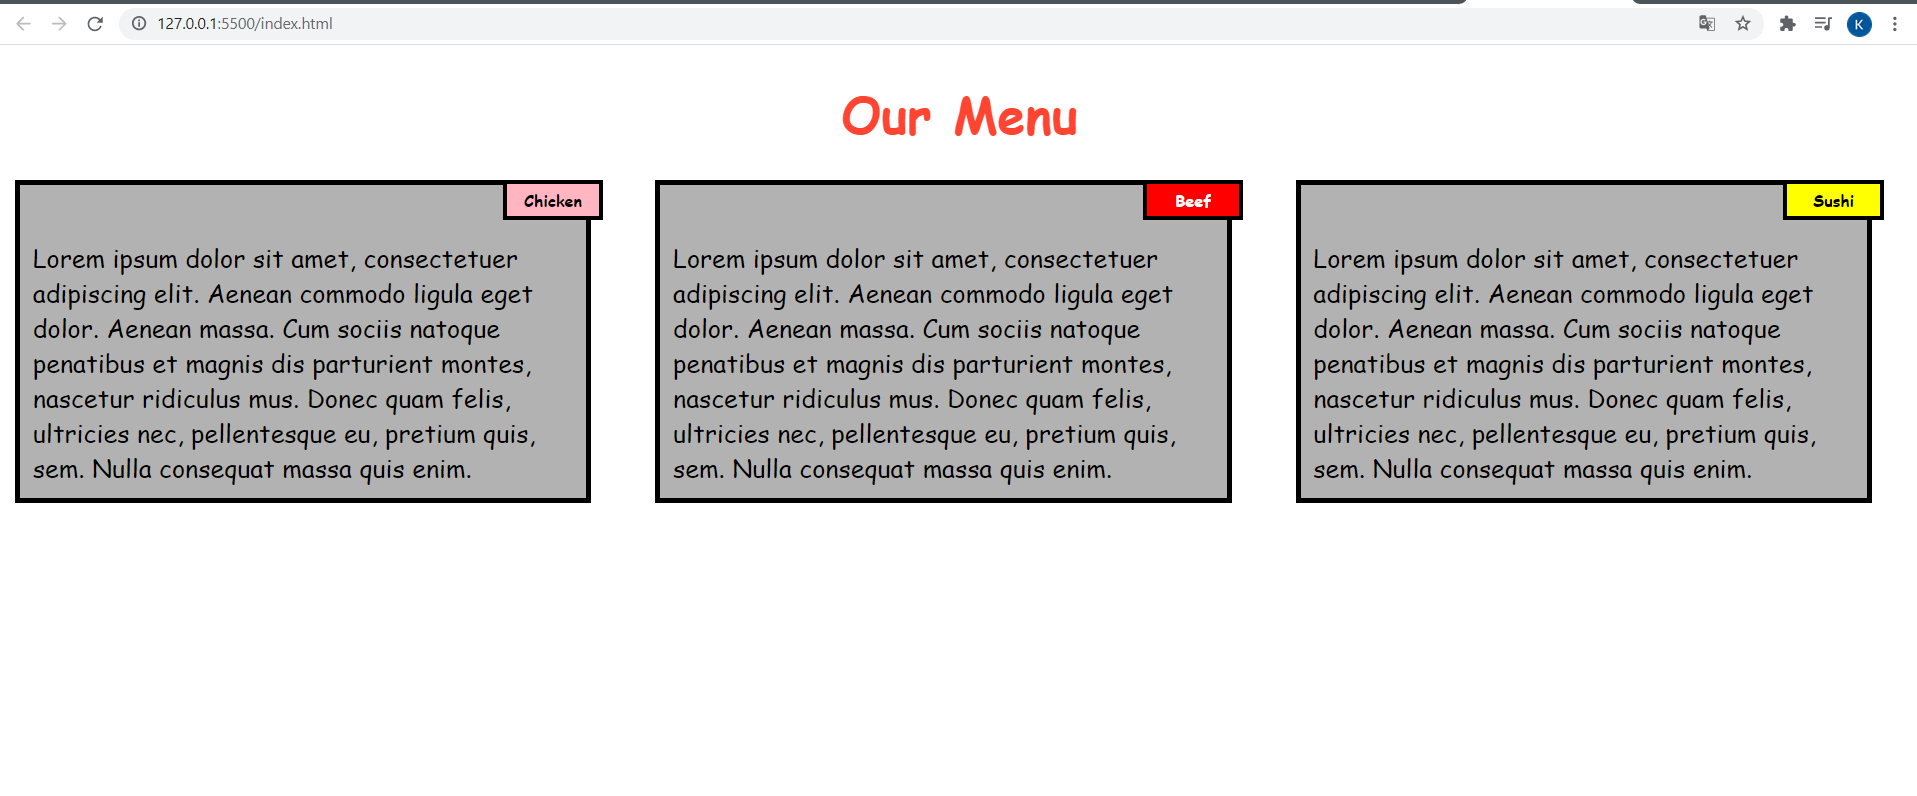 127.0.0.1:5500/index.html
K
Our Menu
Chicken
Lorem ipsum dolor sit amet, consectetuer
adipiscing elit. Aenean commodo ligula eget
dolor. Aenean massa. Cum sociis natoque
penatibus et magnis dis parturient montes,
nascetur ridiculus mus. Donec quam felis,
ultricies nec, pellentesque eu, pretium quis,
sem. Nulla consequat massa quis enim.
Beef
Lorem ipsum dolor sit amet, consectetuer
adipiscing elit. Aenean commodo ligula eget
dolor. Aenean massa. Cum sociis natoque
penatibus et magnis dis parturient montes,
nascetur ridiculus mus. Donec quam felis,
ultricies nec, pellentesque eu, pretium quis,
sem. Nulla consequat massa quis enim.
Sushi
Lorem ipsum dolor sit amet, consectetuer
adipiscing elit. Aenean commodo ligula eget
dolor. Aenean massa. Cum sociis natoque
penatibus et magnis dis parturient montes,
nascetur ridiculus mus. Donec quam felis,
ultricies nec, pellentesque eu, pretium quis,
sem. Nulla consequat massa quis enim.